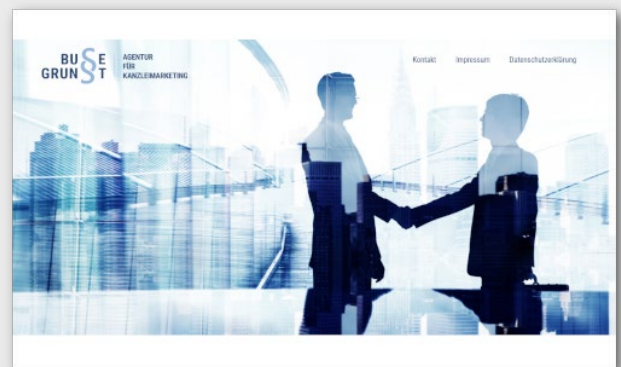 BU§E
GRUN§T
AGENTUR
FÜR
KANZLEIMARKETING
Kontakt Impressum Datenschutzerklärung